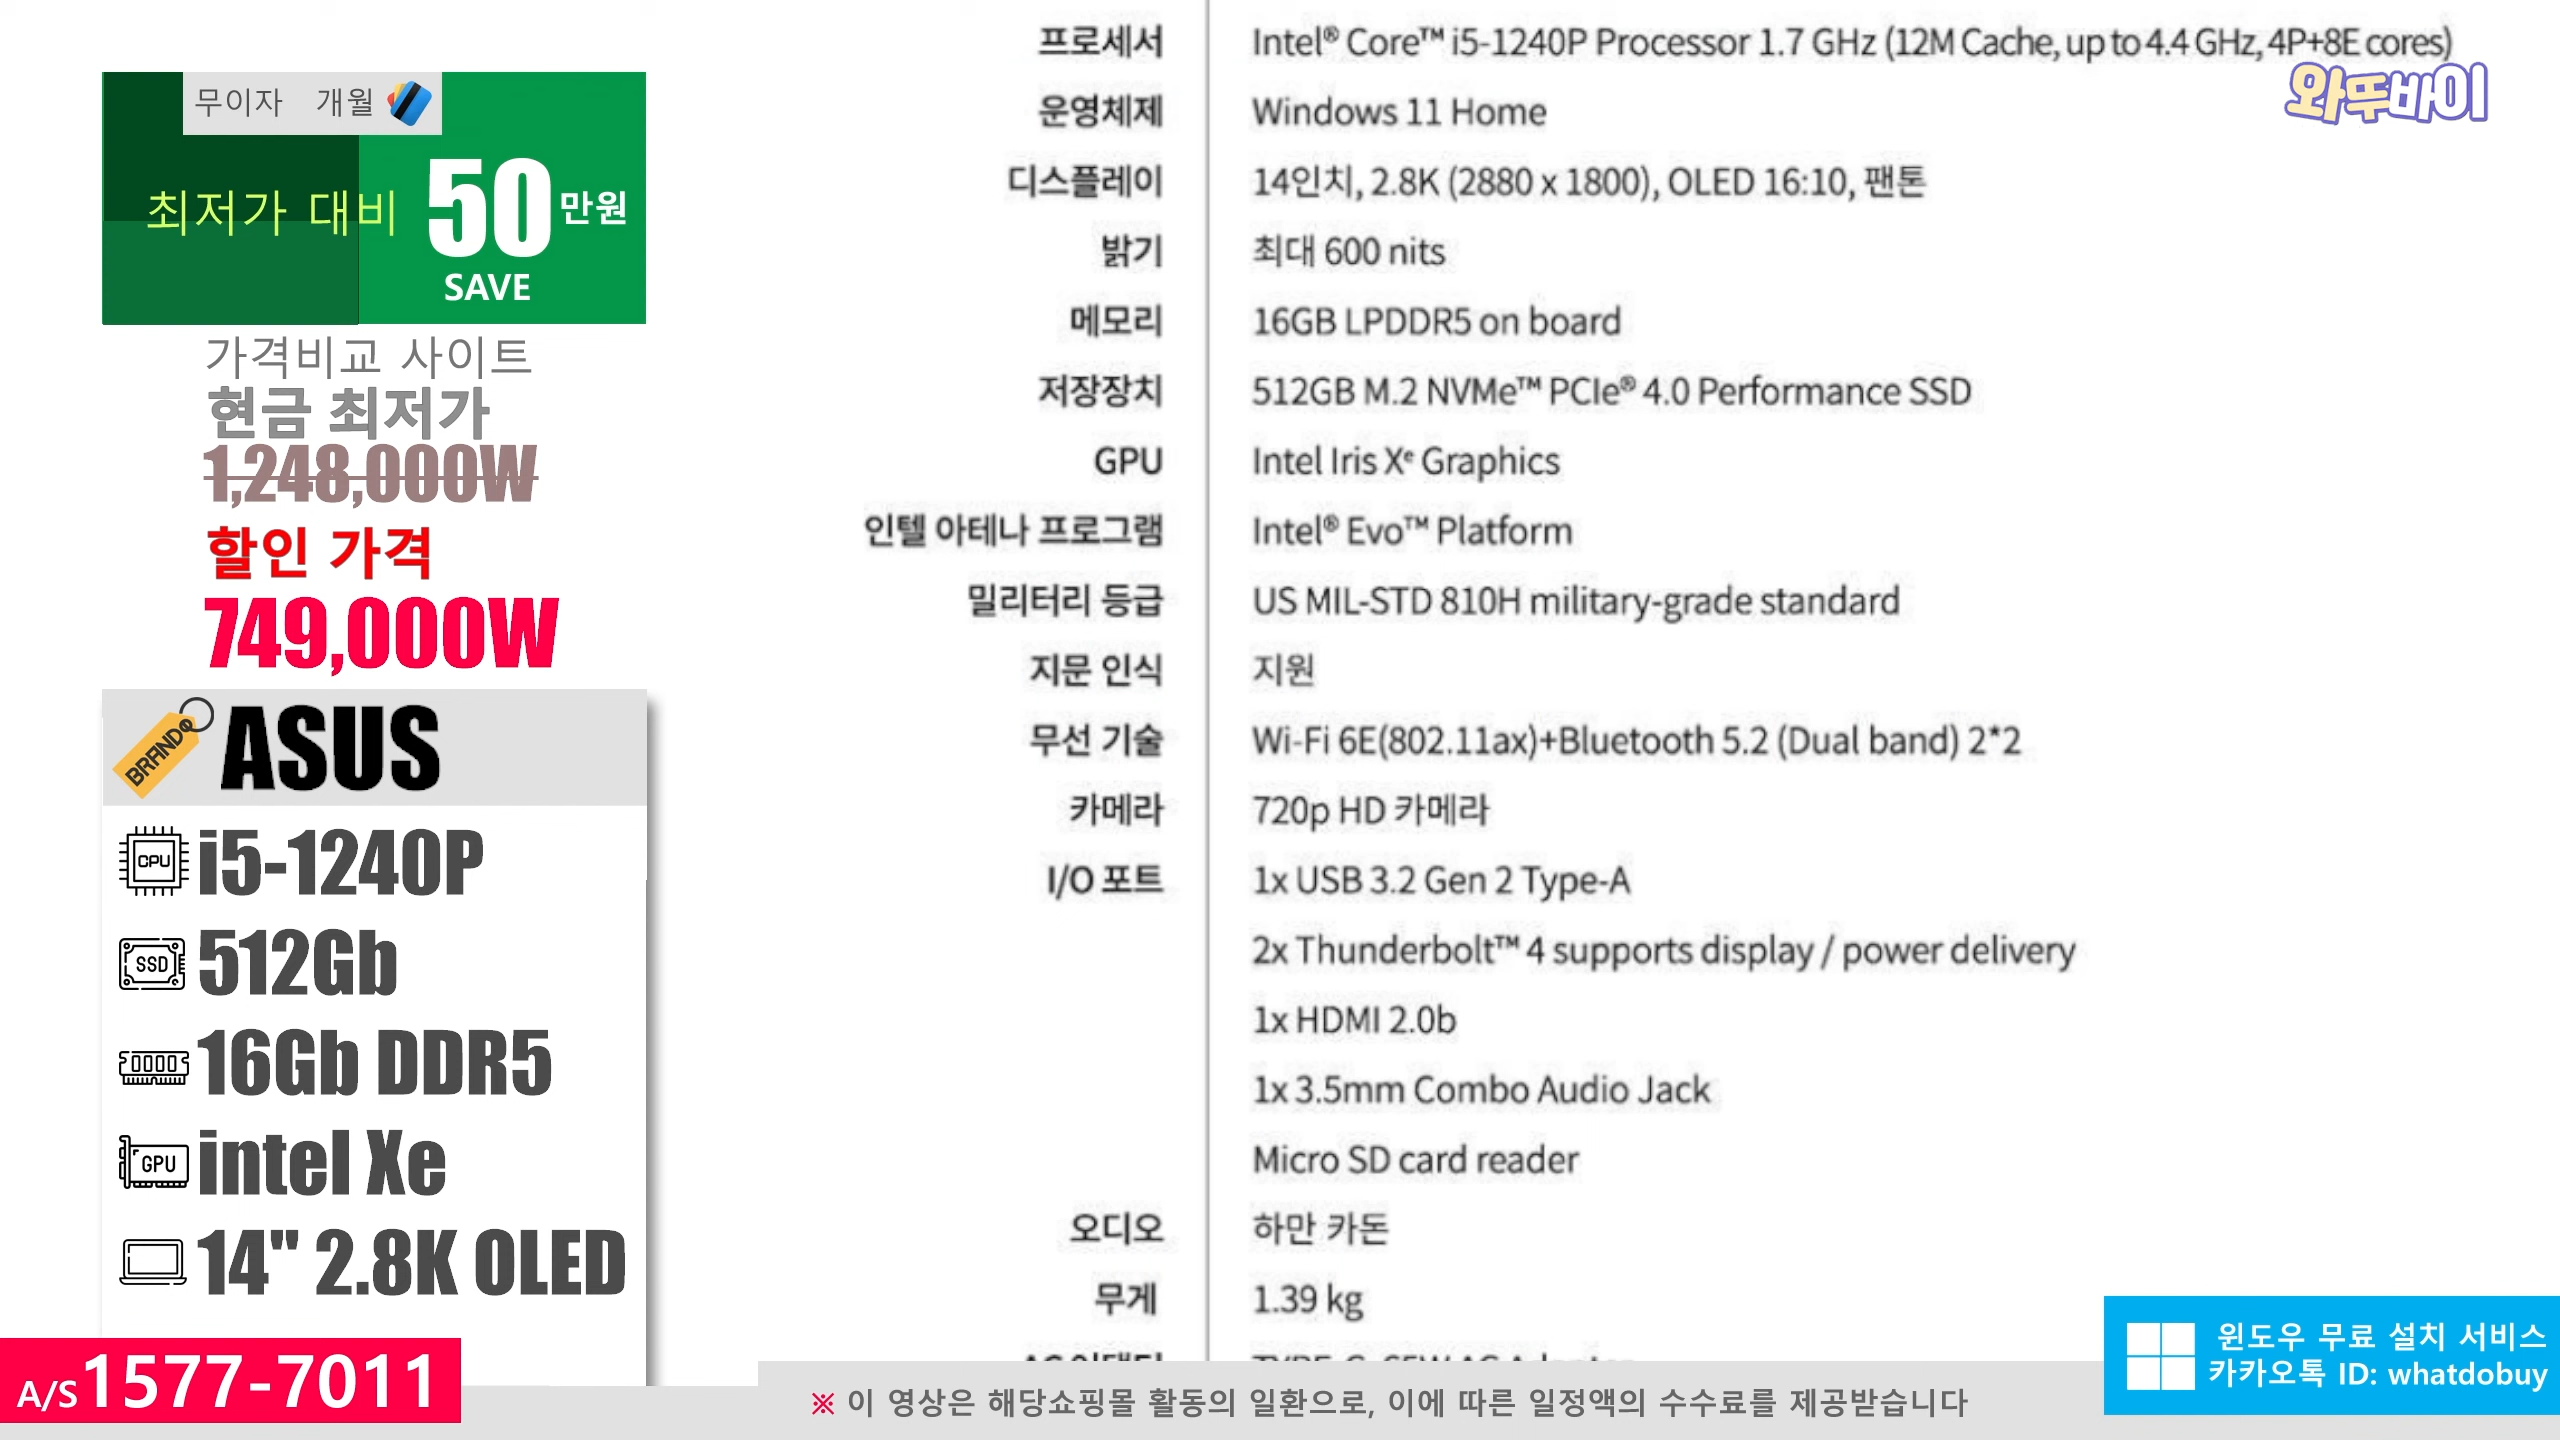 무이자 개월
최저가 대비 50만원
SAVE
가격비교 사이트
현금 최저가
1,248,000W
할인 가격
749,000W
BRAND
ASUS
CPU i5-1240P
SSD 512Gb
16Gb DDR5
GPU intel Xe
14" 2.8K OLED
A/S 1577-7011
프로세서 Intel® Core™ i5-1240P Processor 1.7 GHz (12M Cache, up to 4.4 GHz, 4P+8E cores)
와뚜바이
운영체제 Windows 11 Home
디스플레이 14인치, 2.8K (2880 x 1800), OLED 16:10, 팬톤
밝기 최대 600 nits
메모리 16GB LPDDR5 on board
저장장치 512GB M.2 NVMe™ PCIe® 4.0 Performance SSD
GPU Intel Iris Xᵉ Graphics
인텔 아테나 프로그램 Intel® Evo™ Platform
밀리터리 등급 US MIL-STD 810H military-grade standard
지문 인식 지원
무선 기술 Wi-Fi 6E(802.11ax)+Bluetooth 5.2 (Dual band) 2*2
카메라 720p HD 카메라
I/O 포트 1x USB 3.2 Gen 2 Type-A
2x Thunderbolt™ 4 supports display / power delivery
1x HDMI 2.0b
1x 3.5mm Combo Audio Jack
Micro SD card reader
오디오 하만 카돈
무게 1.39 kg
※ 이 영상은 해당쇼핑몰 활동의 일환으로, 이에 따른 일정액의 수수료를 제공받습니다
윈도우 무료 설치 서비스
카카오톡 ID: whatdobuy